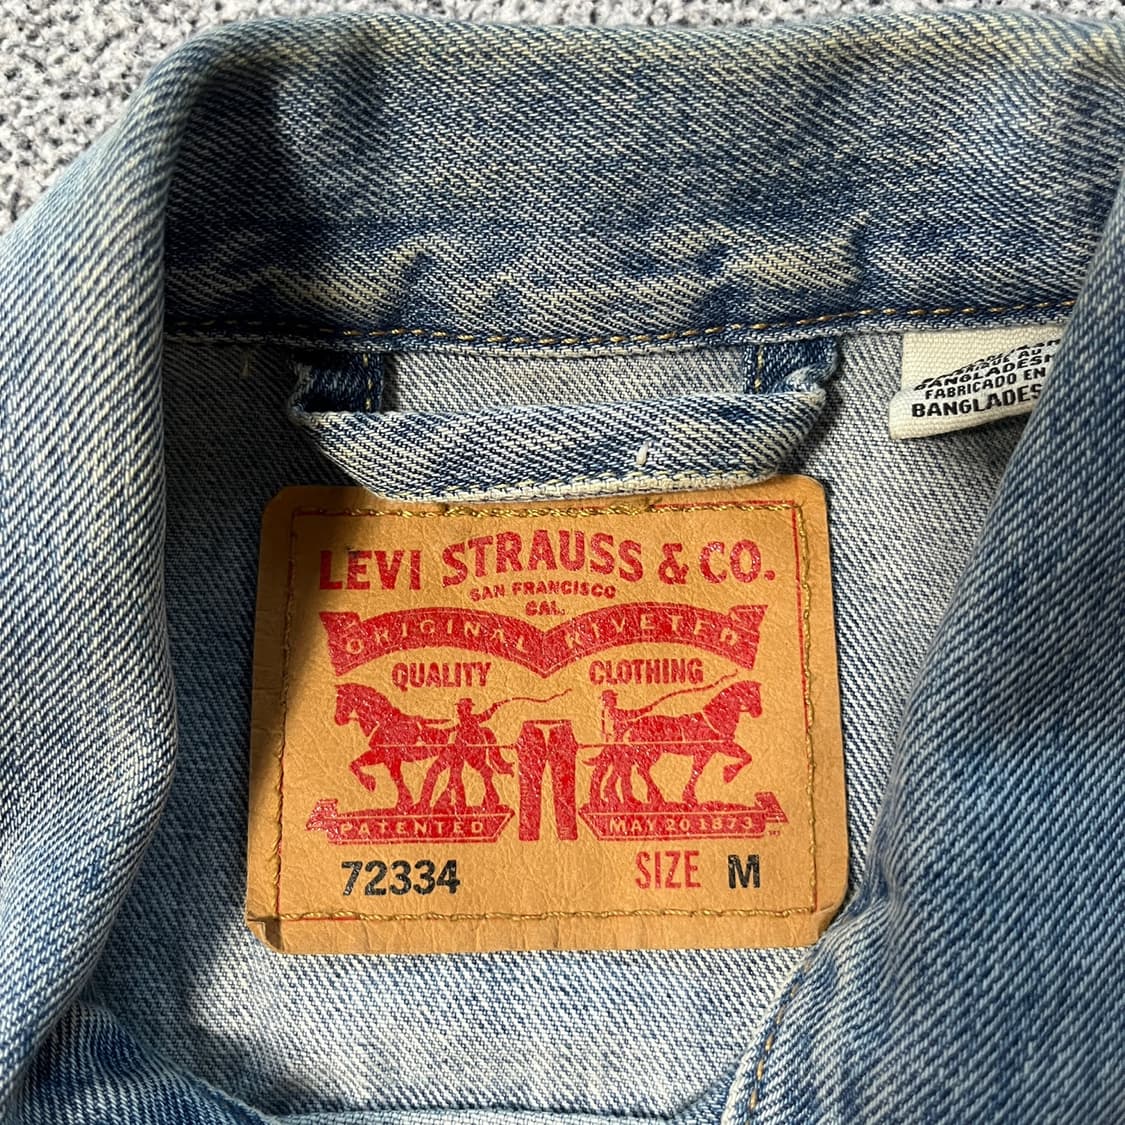 BANGLADESH
FABRICADO EN
BANGLADES
LEVI STRAUSS & CO.
SAN FRANCISCO
CAL.
ORIGINAL RIVETED
QUALITY CLOTHING
PATENTED MAY 20 1873
72334 SIZE M